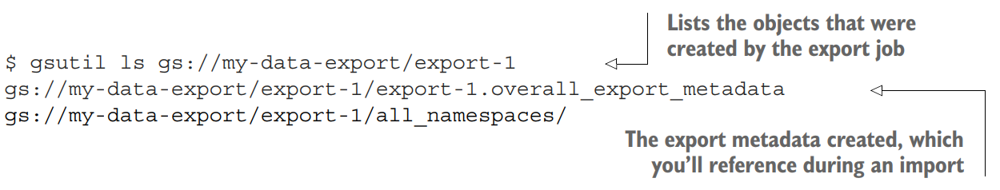 Lists the objects that were
created by the export job
$ gsutil ls gs://my-data-export/export-1
gs://my-data-export/export-1/export-1.overall_export_metadata
gs://my-data-export/export-1/all_namespaces/
The export metadata created, which
you'll reference during an import